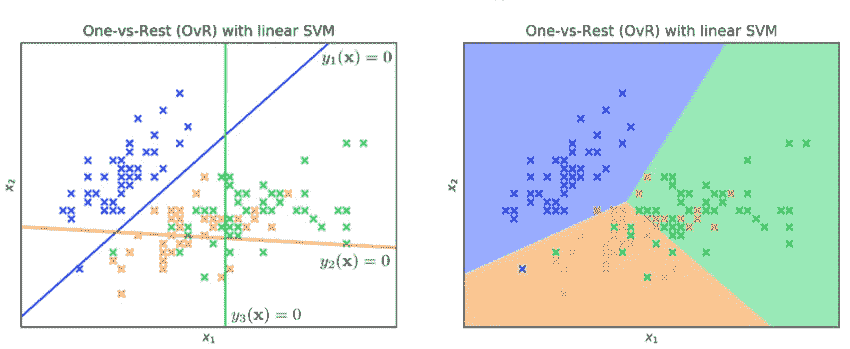 One-vs-Rest (OvR) with linear SVM
y₁(x) = 0
x₂
y₂(x) = 0
y₃(x) = 0
x₁
One-vs-Rest (OvR) with linear SVM
x₂
x₁